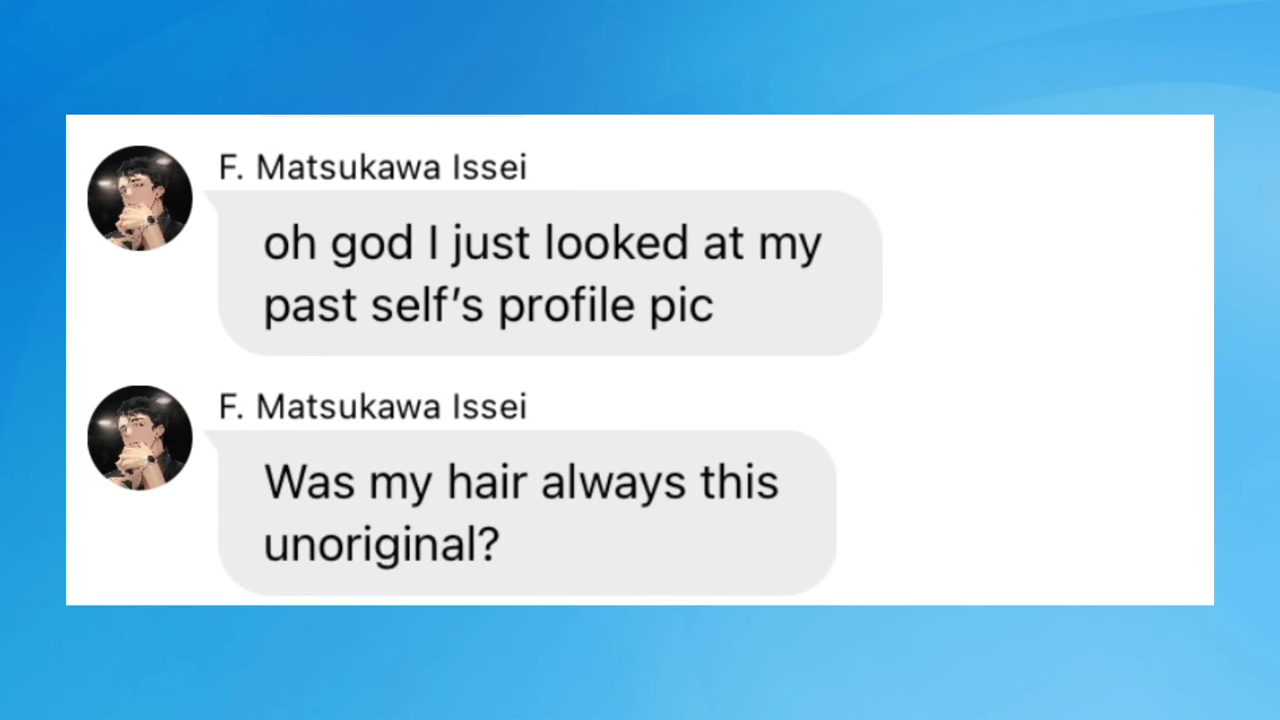 F. Matsukawa Issei
oh god I just looked at my
past self’s profile pic
F. Matsukawa Issei
Was my hair always this
unoriginal?